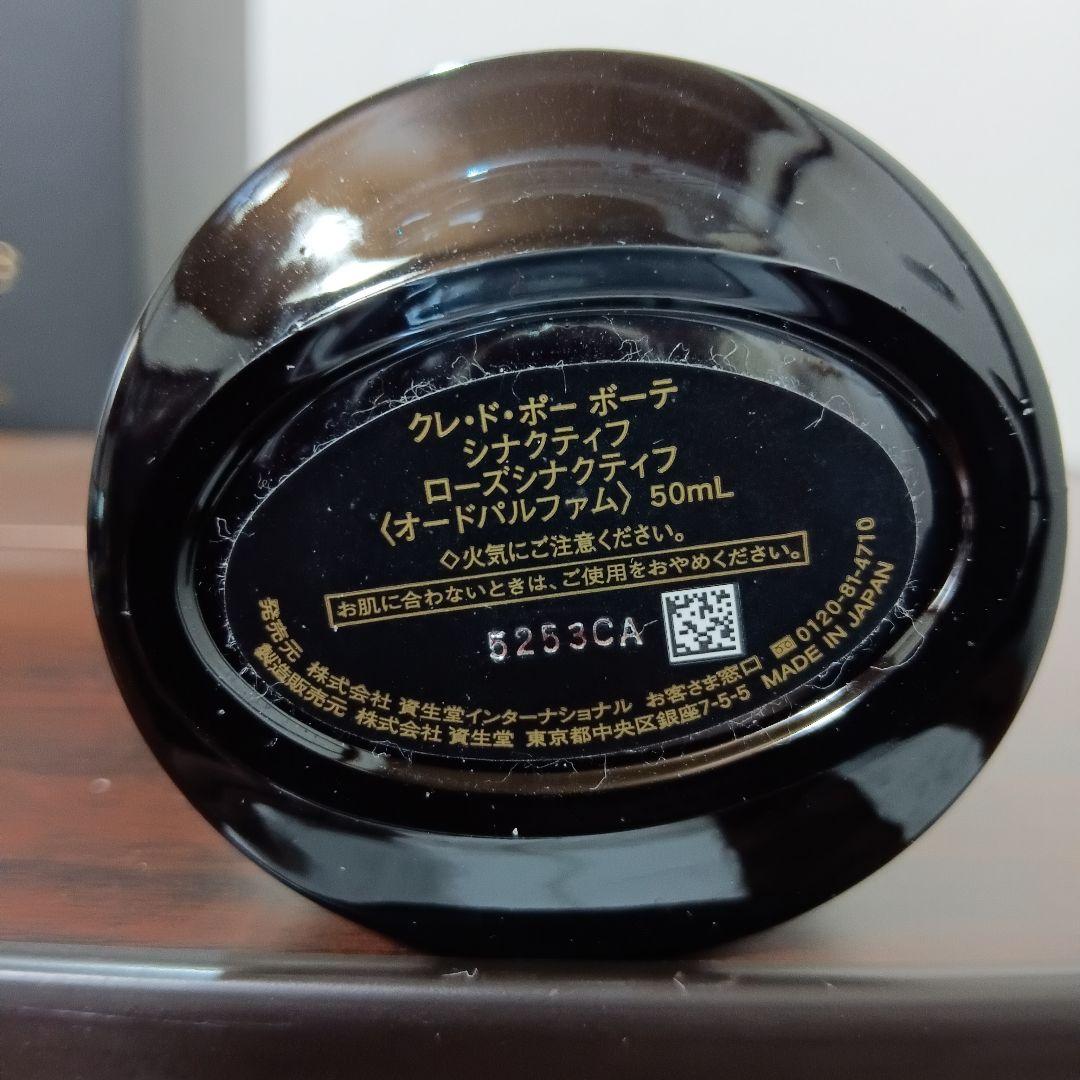 クレ・ド・ポー ボーテ
シナクティフ
ローズシナクティフ
〈オードパルファム〉 50mL
◇火気にご注意ください。
お肌に合わないときは、ご使用をおやめください。
5253CA
発売元 株式会社 資生堂インターナショナル お客さま窓口 0120-81-4710
製造販売元 株式会社 資生堂 東京都中央区銀座7-5-5 MADE IN JAPAN